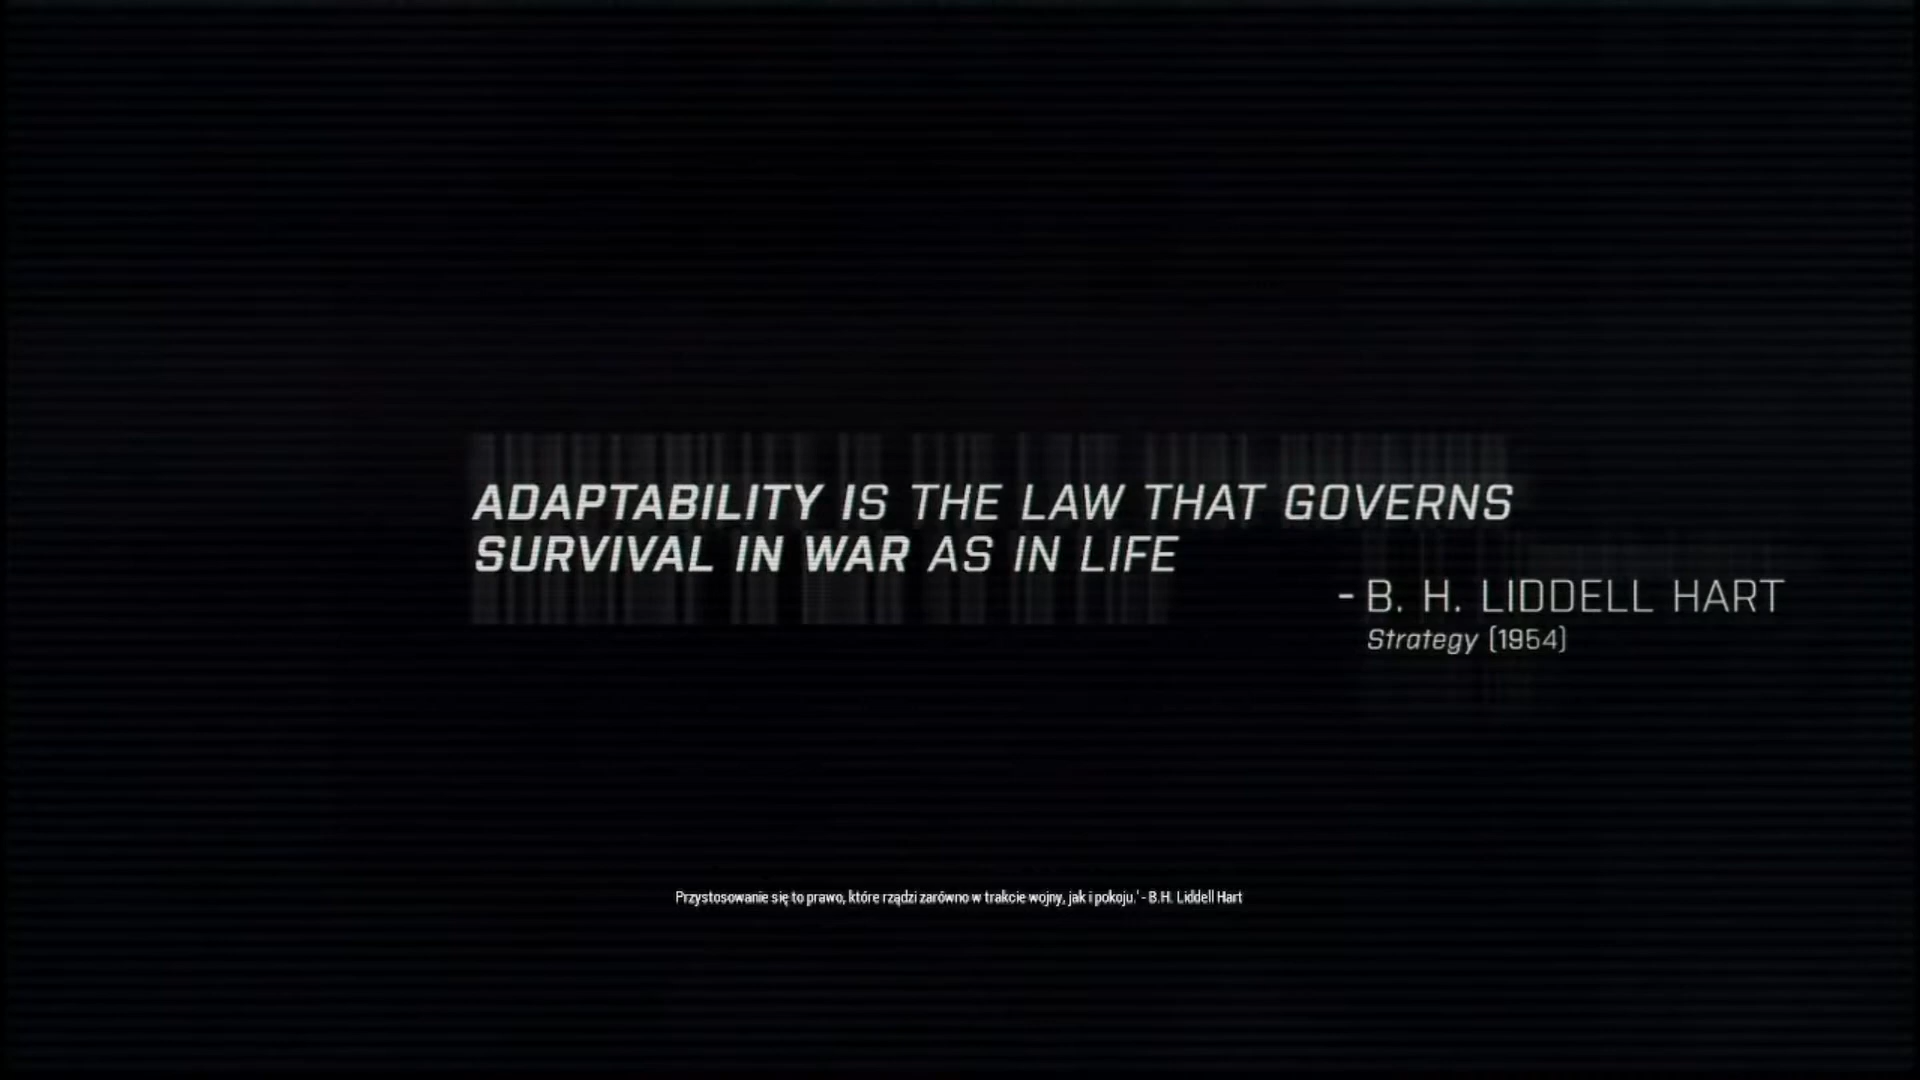 ADAPTABILITY IS THE LAW THAT GOVERNS
SURVIVAL IN WAR AS IN LIFE
- B. H. LIDDELL HART
Strategy (1954)
Przystosowanie się to prawo, które rządzi zarówno w trakcie wojny, jak i pokoju.' - B.H. Liddell Hart